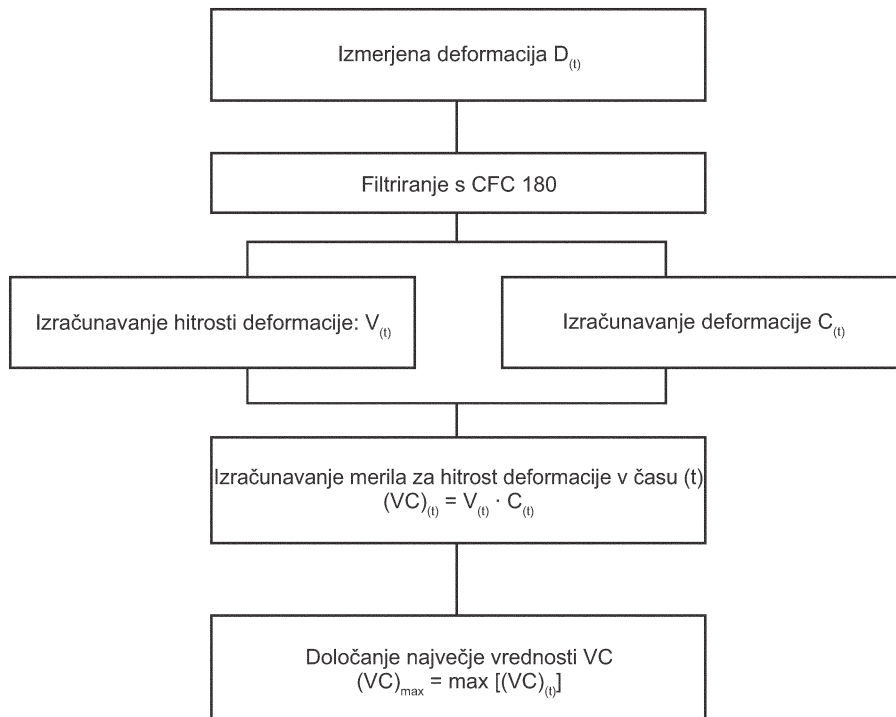 Izmerjena deformacija D(t)
Filtriranje s CFC 180
Izračunavanje hitrosti deformacije: V(t)
Izračunavanje deformacije C(t)
Izračunavanje merila za hitrost deformacije v času (t)
(VC)(t) = V(t) · C(t)
Določanje največje vrednosti VC
(VC)max = max [(VC)(t)]